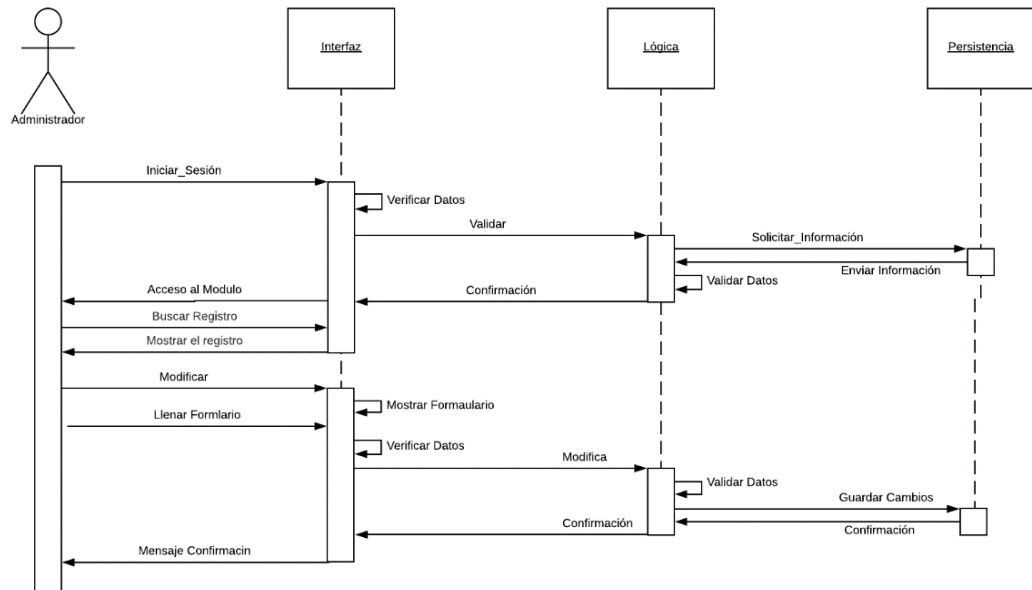 Interfaz
Lógica
Persistencia
Administrador
Iniciar_Sesión
Verificar Datos
Validar
Solicitar_Información
Enviar Información
Validar Datos
Acceso al Modulo
Confirmación
Buscar Registro
Mostrar el registro
Modificar
Mostrar Formaulario
Llenar Formlario
Verificar Datos
Modifica
Validar Datos
Guardar Cambios
Confirmación
Confirmación
Mensaje Confirmacin